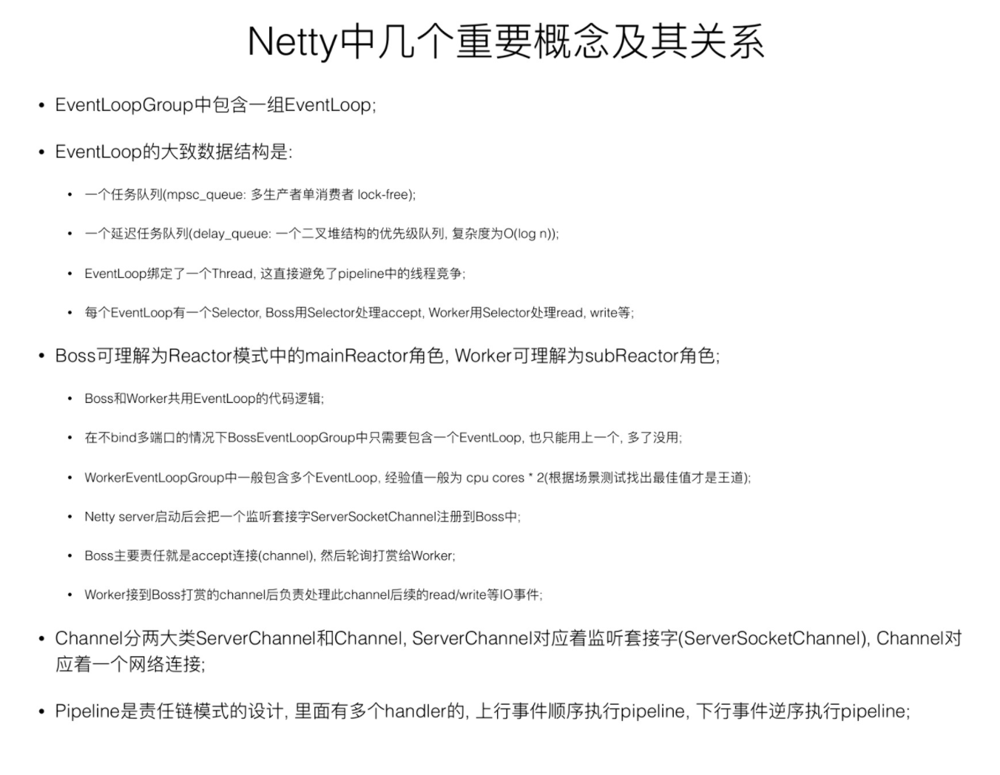 Netty中几个重要概念及其关系
• EventLoopGroup中包含一组EventLoop;
• EventLoop的大致数据结构是:
• 一个任务队列(mpsc_queue: 多生产者单消费者 lock-free);
• 一个延迟任务队列(delay_queue: 一个二叉堆结构的优先级队列, 复杂度为O(log n));
• EventLoop绑定了一个Thread, 这直接避免了pipeline中的线程竞争;
• 每个EventLoop有一个Selector, Boss用Selector处理accept, Worker用Selector处理read, write等;
• Boss可理解为Reactor模式中的mainReactor角色, Worker可理解为subReactor角色;
• Boss和Worker共用EventLoop的代码逻辑;
• 在不bind多端口的情况下BossEventLoopGroup中只需要包含一个EventLoop, 也只能用上一个, 多了没用;
• WorkerEventLoopGroup中一般包含多个EventLoop, 经验值一般为 cpu cores * 2(根据场景测试找出最佳值才是王道);
• Netty server启动后会把一个监听套接字ServerSocketChannel注册到Boss中;
• Boss主要责任就是accept连接(channel), 然后轮询打赏给Worker;
• Worker接到Boss打赏的channel后负责处理此channel后续的read/write等IO事件;
• Channel分两大类ServerChannel和Channel, ServerChannel对应着监听套接字(ServerSocketChannel), Channel对
应着一个网络连接;
• Pipeline是责任链模式的设计, 里面有多个handler的, 上行事件顺序执行pipeline, 下行事件逆序执行pipeline;